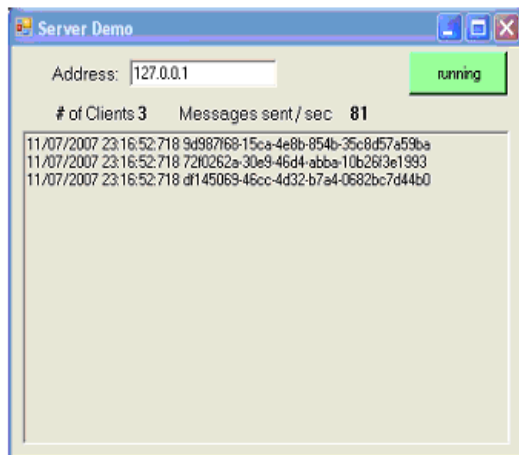 Server Demo
Address: 127.0.0.1 running
# of Clients 3 Messages sent / sec 81
11/07/2007 23:16:52:718 9d987f68-15ca-4e8b-854b-35c8d57a59ba
11/07/2007 23:16:52:718 72f0262a-30e9-46d4-abba-10b26f3e1993
11/07/2007 23:16:52:718 df145069-46cc-4d32-b7a4-0682bc7d44b0